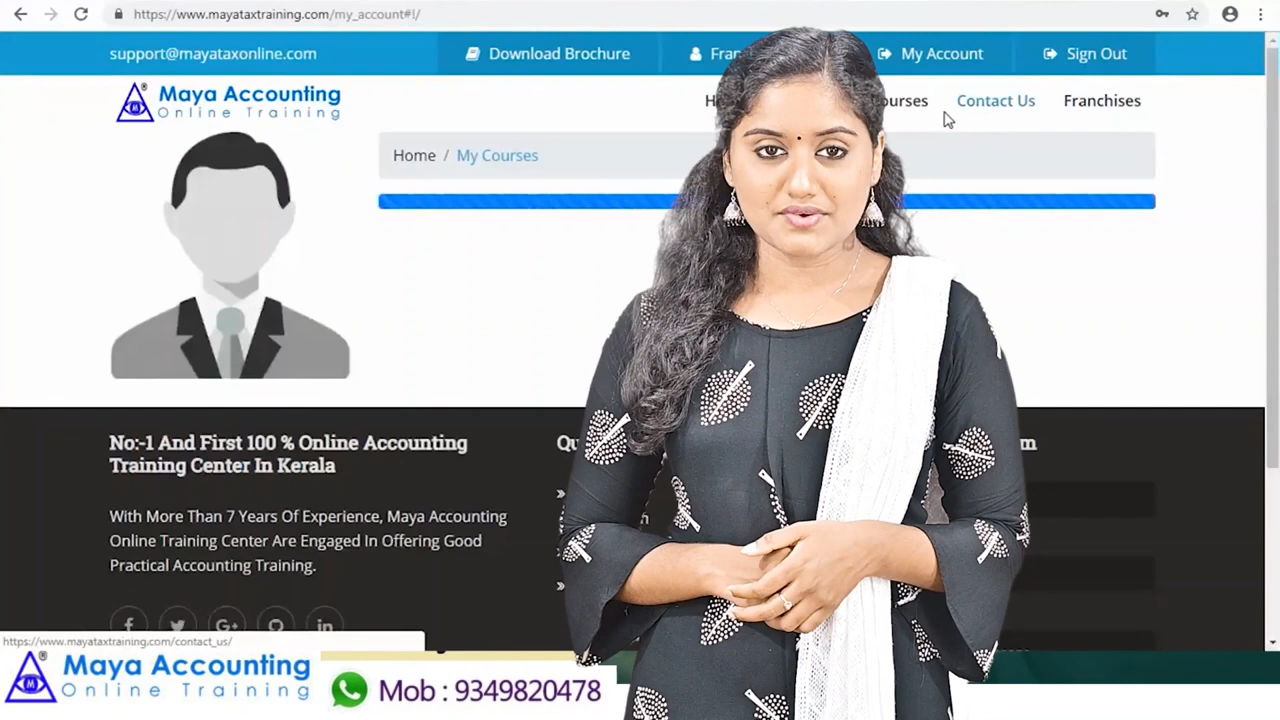 https://www.mayataxtraining.com/my_account#!/
support@mayataxonline.com
Download Brochure
My Account
Sign Out
Maya Accounting
Online Training
Contact Us
Franchises
Home / My Courses
No:-1 And First 100 % Online Accounting
Training Center In Kerala
With More Than 7 Years Of Experience, Maya Accounting
Online Training Center Are Engaged In Offering Good
Practical Accounting Training.
https://www.mayataxtraining.com/contact_us/
Maya Accounting
Online Training
Mob : 9349820478